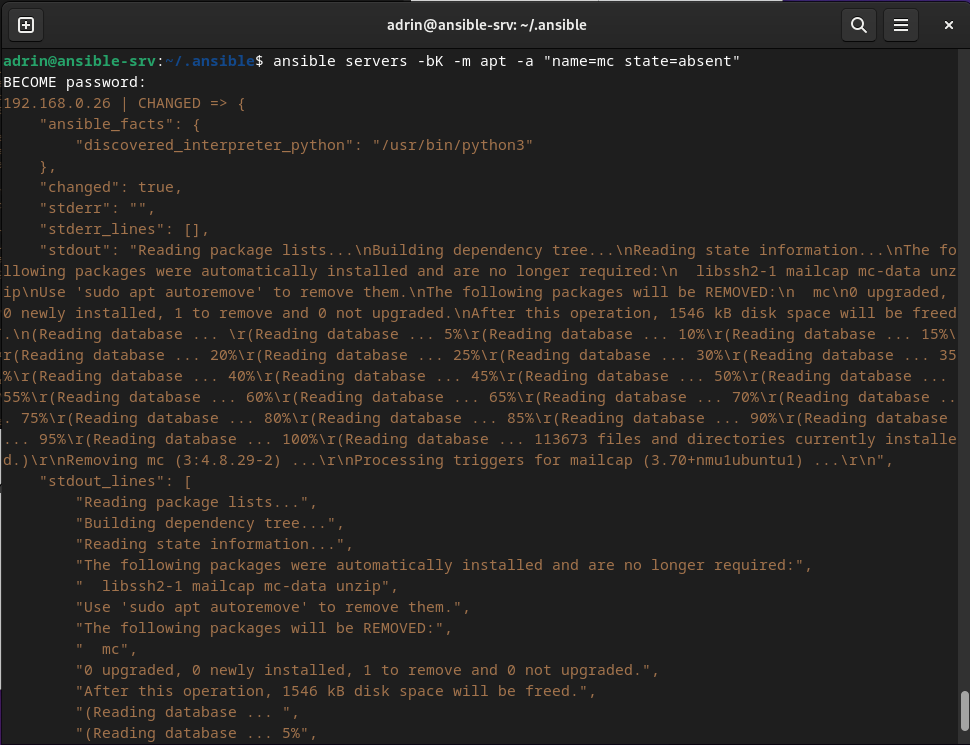 adrin@ansible-srv: ~/.ansible
adrin@ansible-srv:~/.ansible$ ansible servers -bK -m apt -a "name=mc state=absent"
BECOME password:
192.168.0.26 | CHANGED => {
    "ansible_facts": {
        "discovered_interpreter_python": "/usr/bin/python3"
    },
    "changed": true,
    "stderr": "",
    "stderr_lines": [],
    "stdout": "Reading package lists...\nBuilding dependency tree...\nReading state information...\nThe fo
llowing packages were automatically installed and are no longer required:\n  libssh2-1 mailcap mc-data unz
ip\nUse 'sudo apt autoremove' to remove them.\nThe following packages will be REMOVED:\n  mc\n0 upgraded,
0 newly installed, 1 to remove and 0 not upgraded.\nAfter this operation, 1546 kB disk space will be freed
.\n(Reading database ... \r(Reading database ... 5%\r(Reading database ... 10%\r(Reading database ... 15%\
r(Reading database ... 20%\r(Reading database ... 25%\r(Reading database ... 30%\r(Reading database ... 35
%\r(Reading database ... 40%\r(Reading database ... 45%\r(Reading database ... 50%\r(Reading database ...
55%\r(Reading database ... 60%\r(Reading database ... 65%\r(Reading database ... 70%\r(Reading database ..
. 75%\r(Reading database ... 80%\r(Reading database ... 85%\r(Reading database ... 90%\r(Reading database
... 95%\r(Reading database ... 100%\r(Reading database ... 113673 files and directories currently installe
d.)\r\nRemoving mc (3:4.8.29-2) ...\r\nProcessing triggers for mailcap (3.70+nmu1ubuntu1) ...\r\n",
    "stdout_lines": [
        "Reading package lists...",
        "Building dependency tree...",
        "Reading state information...",
        "The following packages were automatically installed and are no longer required:",
        "  libssh2-1 mailcap mc-data unzip",
        "Use 'sudo apt autoremove' to remove them.",
        "The following packages will be REMOVED:",
        "  mc",
        "0 upgraded, 0 newly installed, 1 to remove and 0 not upgraded.",
        "After this operation, 1546 kB disk space will be freed.",
        "(Reading database ... ",
        "(Reading database ... 5%",